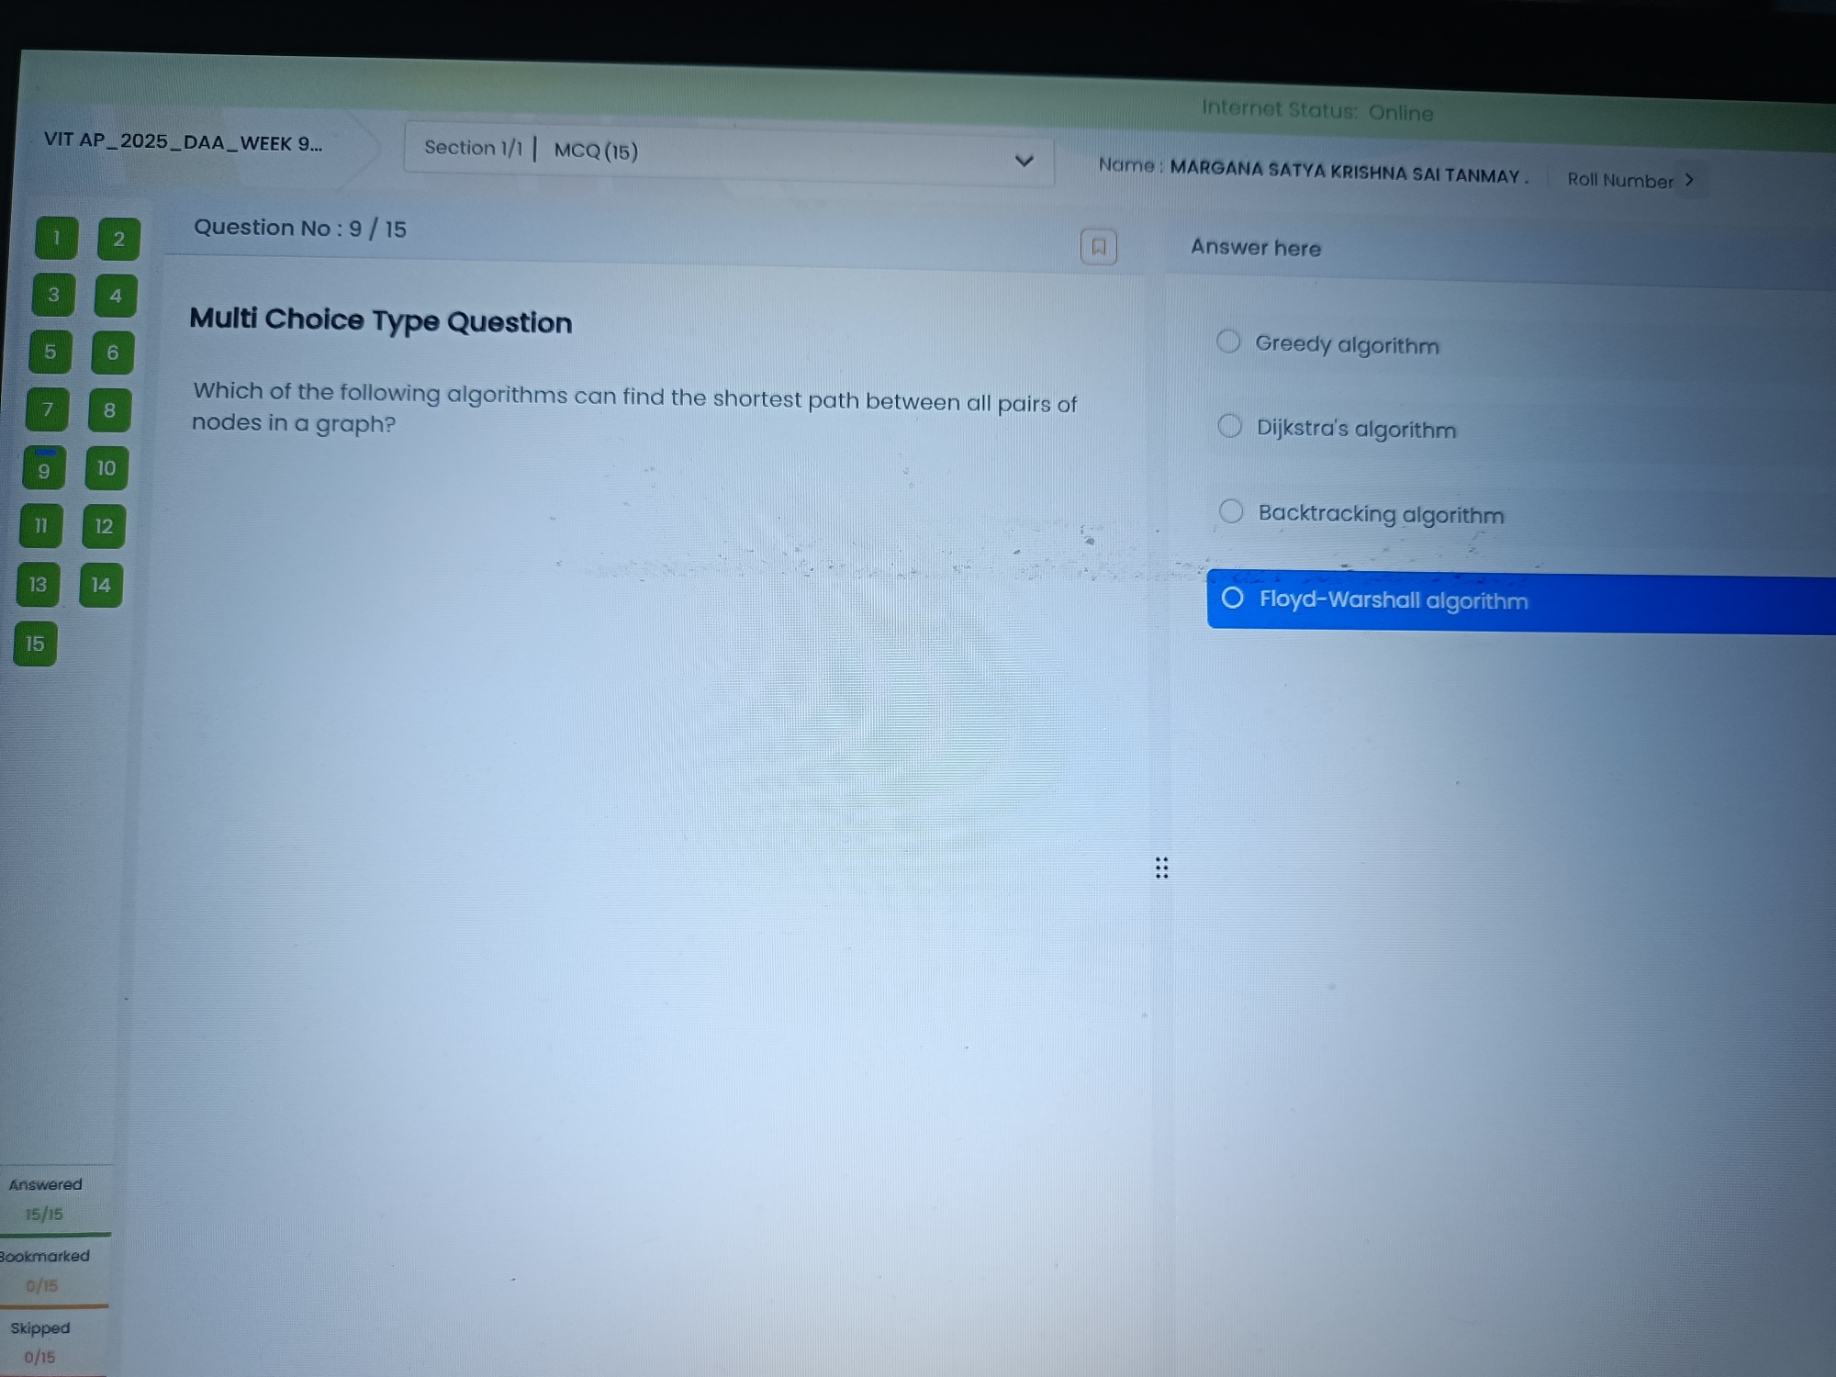 Internet Status: Online
VIT AP_2025_DAA_WEEK 9...
Section 1/1 | MCQ (15)
Name : MARGANA SATYA KRISHNA SAI TANMAY .
Roll Number >
1 2
3 4
5 6
7 8
9 10
11 12
13 14
15
Question No : 9 / 15
Multi Choice Type Question
Which of the following algorithms can find the shortest path between all pairs of
nodes in a graph?
Answer here
Greedy algorithm
Dijkstra's algorithm
Backtracking algorithm
Floyd-Warshall algorithm
Answered
15/15
Bookmarked
0/15
Skipped
0/15